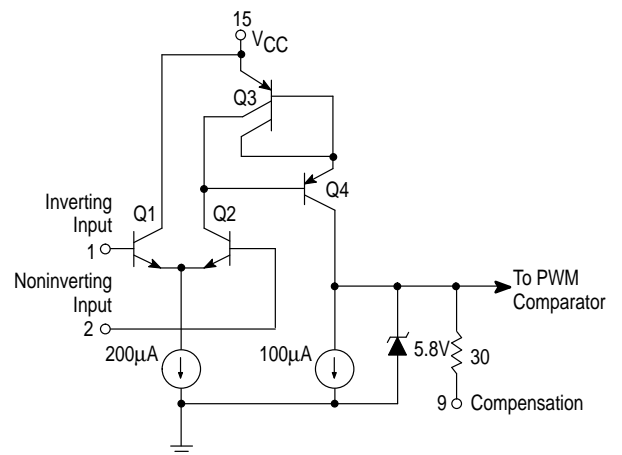 15
VCC
Q3
Q4
Inverting
Input
Q1
Q2
1
Noninverting
Input
2
To PWM
Comparator
200µA
100µA
5.8V
30
9
Compensation